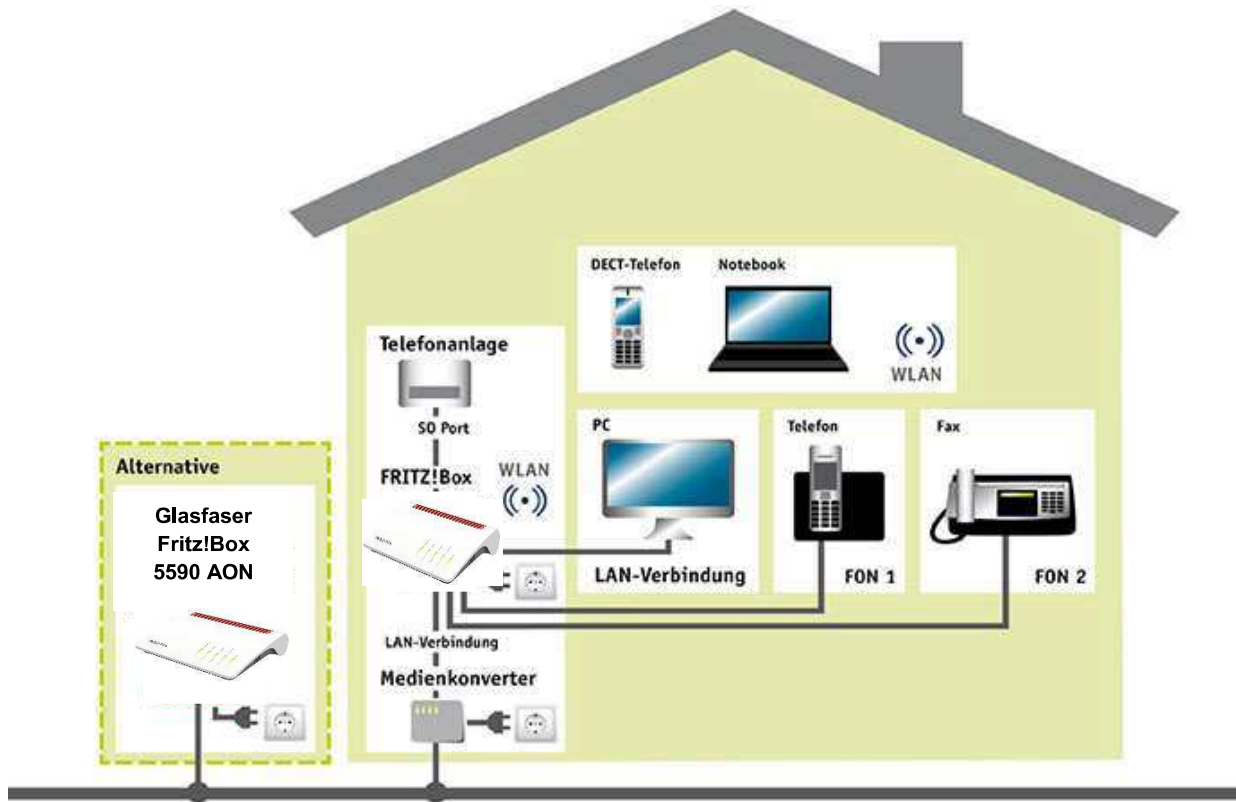 DECT-Telefon
Notebook
WLAN
Telefonanlage
SO Port
FRITZ!Box
WLAN
PC
LAN-Verbindung
Telefon
FON 1
Fax
FON 2
LAN-Verbindung
Medienkonverter
Alternative
Glasfaser
Fritz!Box
5590 AON